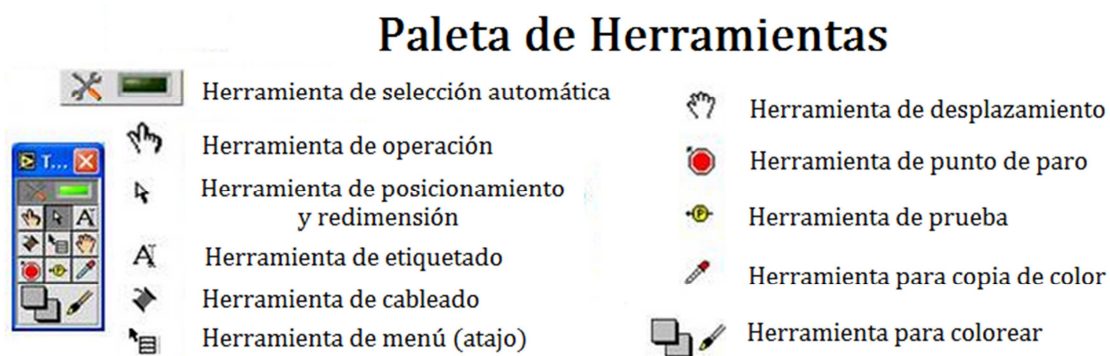 Paleta de Herramientas
Herramienta de selección automática
Herramienta de operación
Herramienta de posicionamiento
y redimensión
Herramienta de etiquetado
Herramienta de cableado
Herramienta de menú (atajo)
T...
A
A
P
Herramienta de desplazamiento
Herramienta de punto de paro
P
Herramienta de prueba
Herramienta para copia de color
Herramienta para colorear